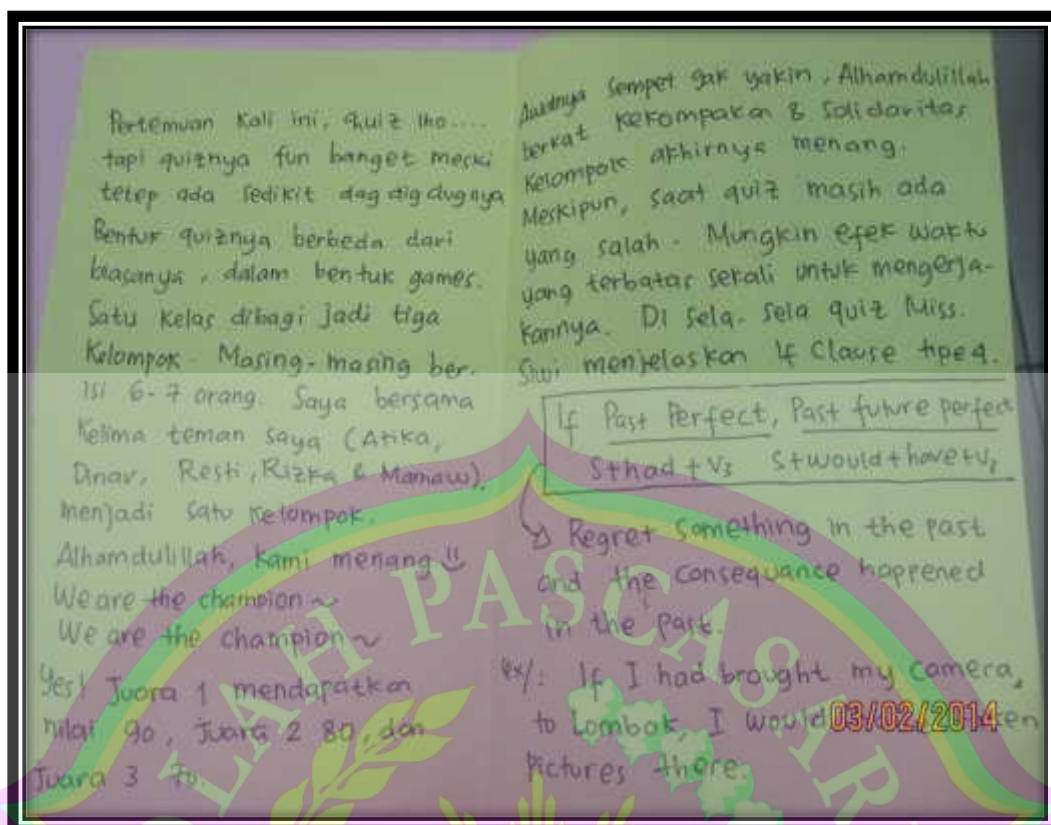 Pertemuan Kali ini, quiz lho....
tapi quiznya fun banget meski
tetep ada sedikit dag dig dugnya
Bentuk quiznya berbeda dari
biasanya, dalam bentuk games.
Satu kelas dibagi jadi tiga
Kelompok. Masing-masing ber-
isi 6-7 orang. Saya bersama
Kelima teman saya (Atika,
Dinar, Resti, Rizka & Mamaw),
menjadi satu kelompok.
Alhamdulillah, kami menang
We are the champion ~
We are the champion ~
Yes! Juara 1 mendapatkan
nilai 90, Juara 2 80, dan
Juara 3 70.
Awalnya sempet gak yakin, Alhamdulillah
berkat kekompakan & Solidaritas
Kelompok akhirnya menang.
Meskipun, saat quiz masih ada
yang salah. Mungkin efek waktu
yang terbatas sekali untuk mengerja-
kannya. Di sela-sela quiz Miss.
Siwi menjelaskan If Clause tipe 4.
If Past Perfect, Past future perfect
S+had+V3 S+would+have+V3
Regret something in the past
and the consequance happened
in the past.
ex/: If I had brought my camera,
to Lombok, I would en
Pictures there.
03/02/2014
LAH PASCASAR